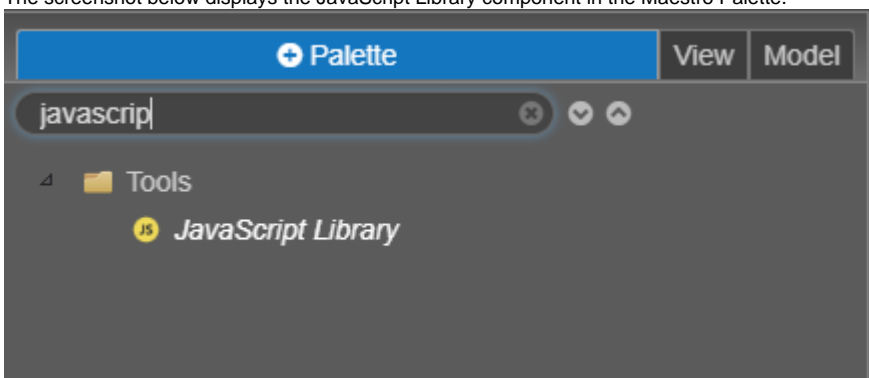 The screenshot below displays the JavaScript Library component in the Maestro Palette.
Palette View Model
javascrip
Tools
JS JavaScript Library